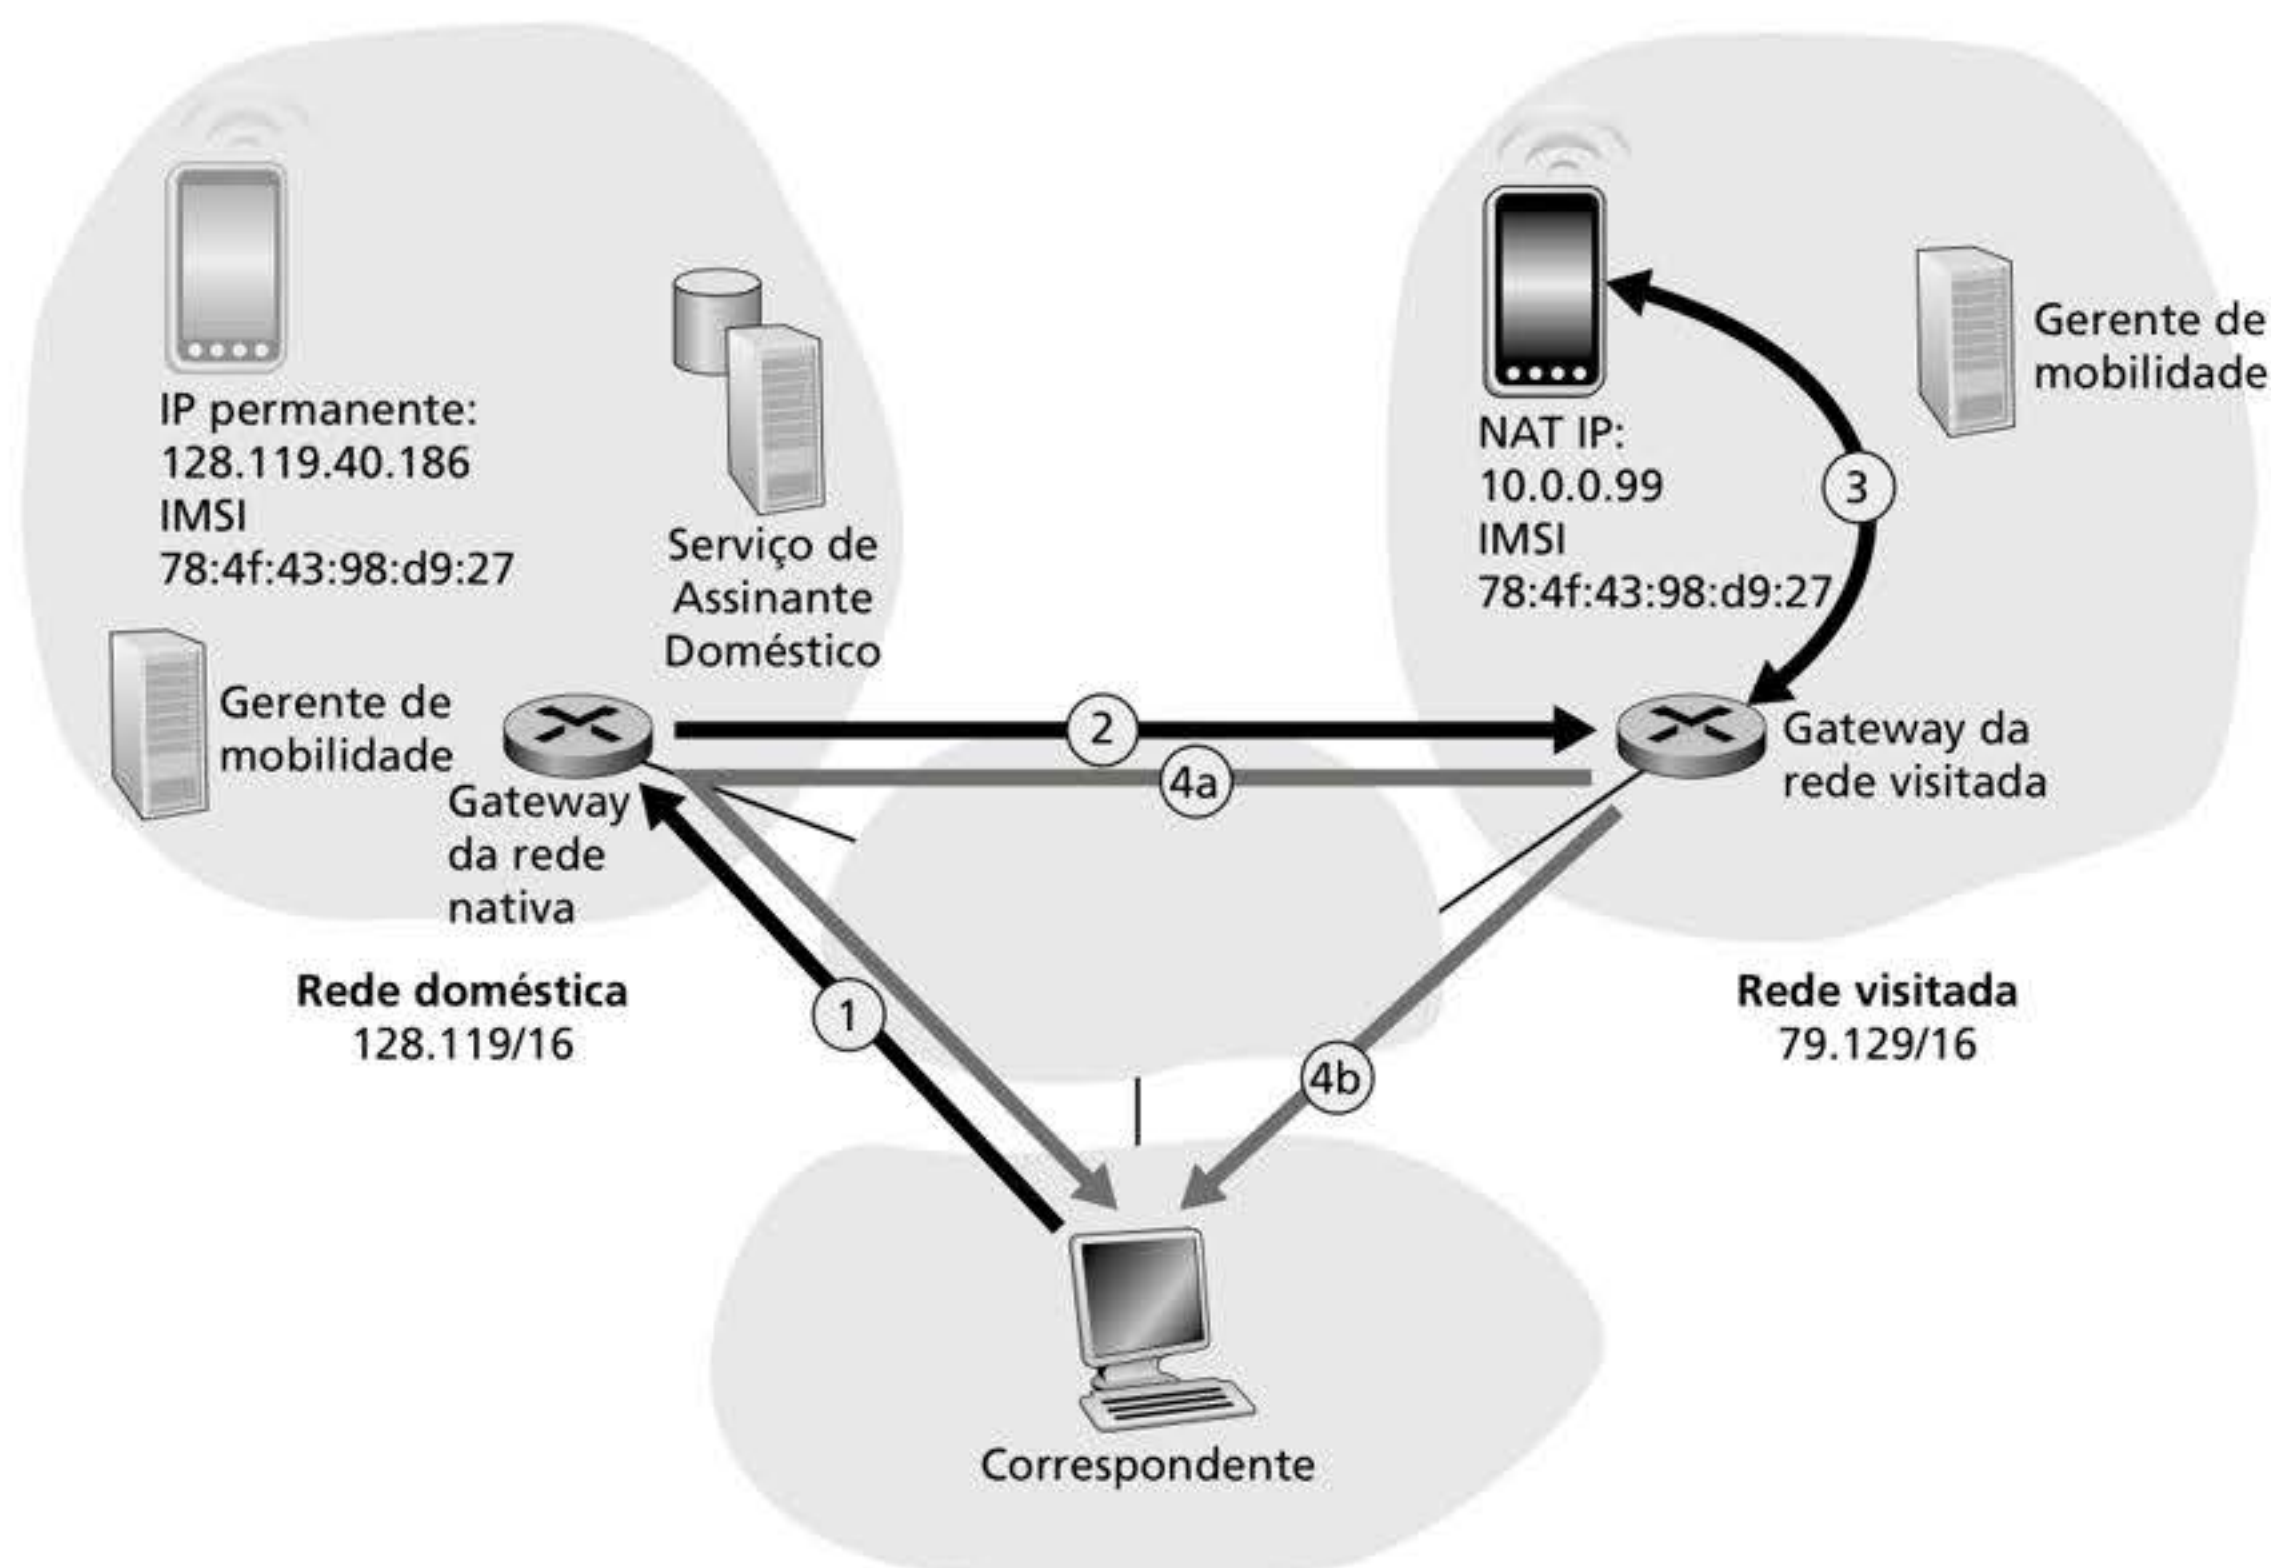 IP permanente:
128.119.40.186
IMSI
78:4f:43:98:d9:27
Serviço de
Assinante
Doméstico
Gerente de
mobilidade
Gateway
da rede
nativa
Rede doméstica
128.119/16
NAT IP:
10.0.0.99
IMSI
78:4f:43:98:d9:27
Gerente de
mobilidade
3
Gateway da
rede visitada
Rede visitada
79.129/16
2
4a
1
4b
Correspondente